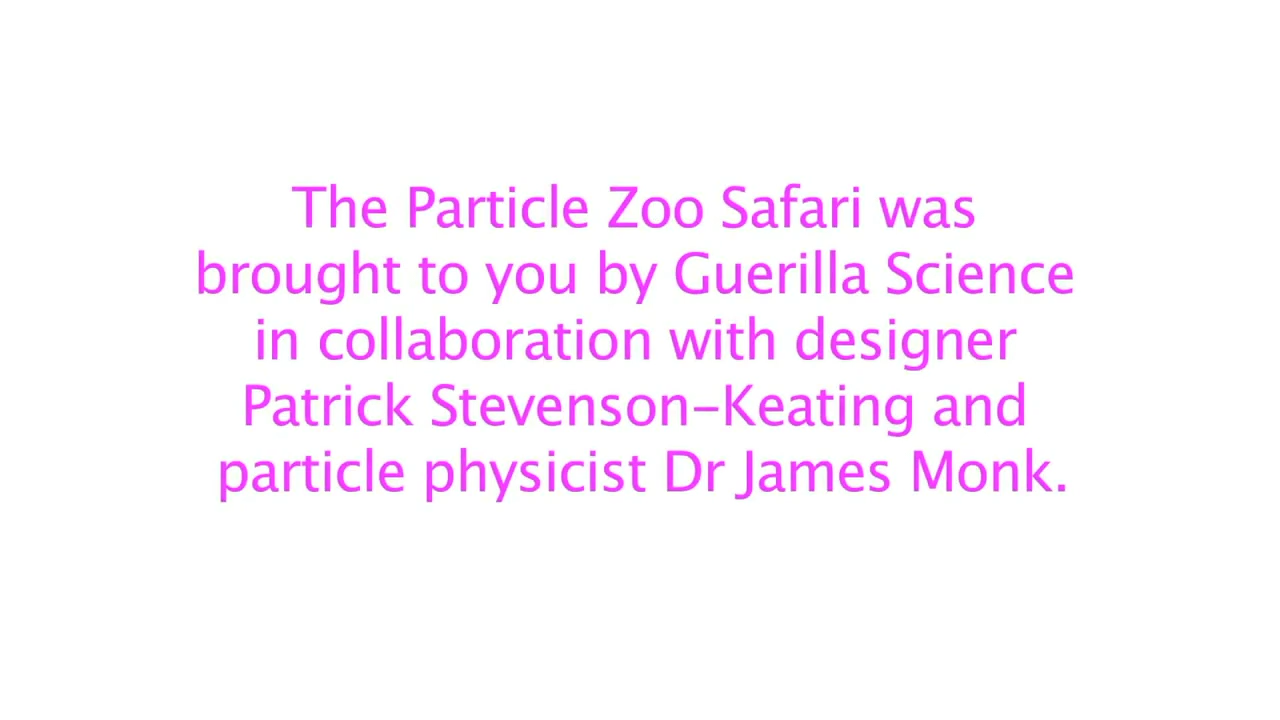 The Particle Zoo Safari was
brought to you by Guerilla Science
in collaboration with designer
Patrick Stevenson-Keating and
particle physicist Dr James Monk.